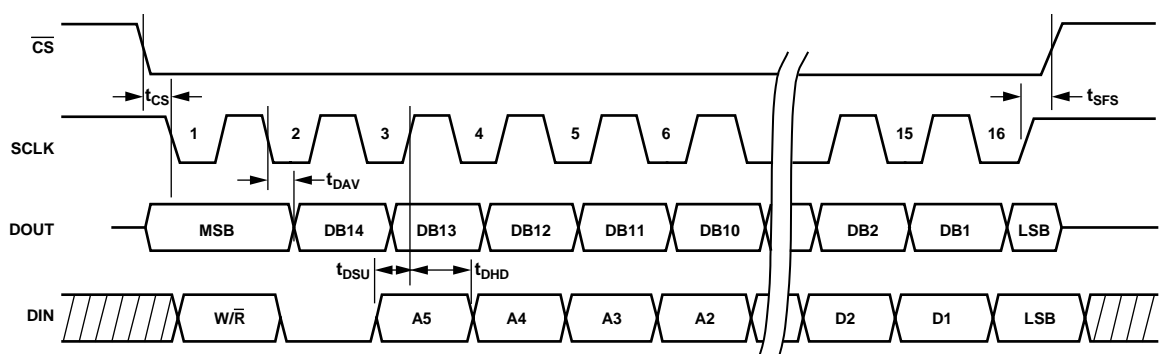 CS
tCS
tSFS
SCLK
1 2 3 4 5 6 15 16
tDAV
DOUT
MSB DB14 DB13 DB12 DB11 DB10 DB2 DB1 LSB
tDSU tDHD
DIN
W/R A5 A4 A3 A2 D2 D1 LSB